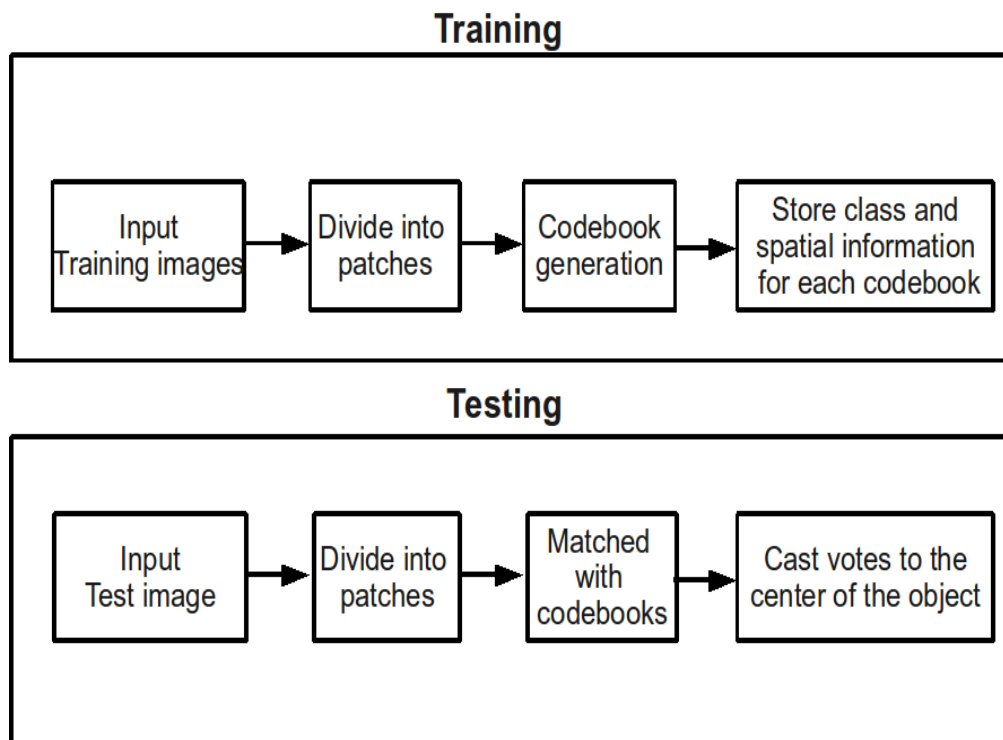 Training
Input
Training images
Divide into
patches
Codebook
generation
Store class and
spatial information
for each codebook
Testing
Input
Test image
Divide into
patches
Matched
with
codebooks
Cast votes to the
center of the object